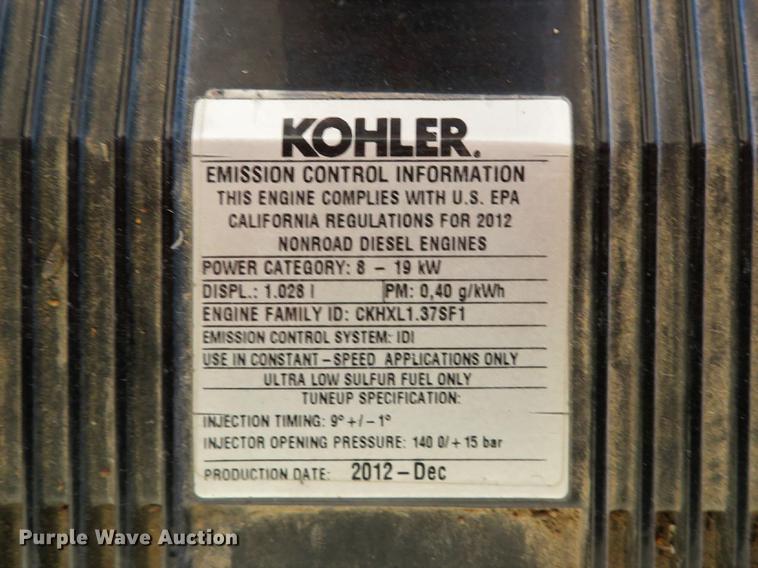 KOHLER.
EMISSION CONTROL INFORMATION
THIS ENGINE COMPLIES WITH U.S. EPA
CALIFORNIA REGULATIONS FOR 2012
NONROAD DIESEL ENGINES
POWER CATEGORY: 8 – 19 kW
DISPL.: 1.028 l PM: 0,40 g/kWh
ENGINE FAMILY ID: CKHXL1.37SF1
EMISSION CONTROL SYSTEM: IDI
USE IN CONSTANT–SPEED APPLICATIONS ONLY
ULTRA LOW SULFUR FUEL ONLY
TUNEUP SPECIFICATION:
INJECTION TIMING: 9° +/– 1°
INJECTOR OPENING PRESSURE: 140 0/+15 bar
PRODUCTION DATE: 2012–Dec
Purple Wave Auction